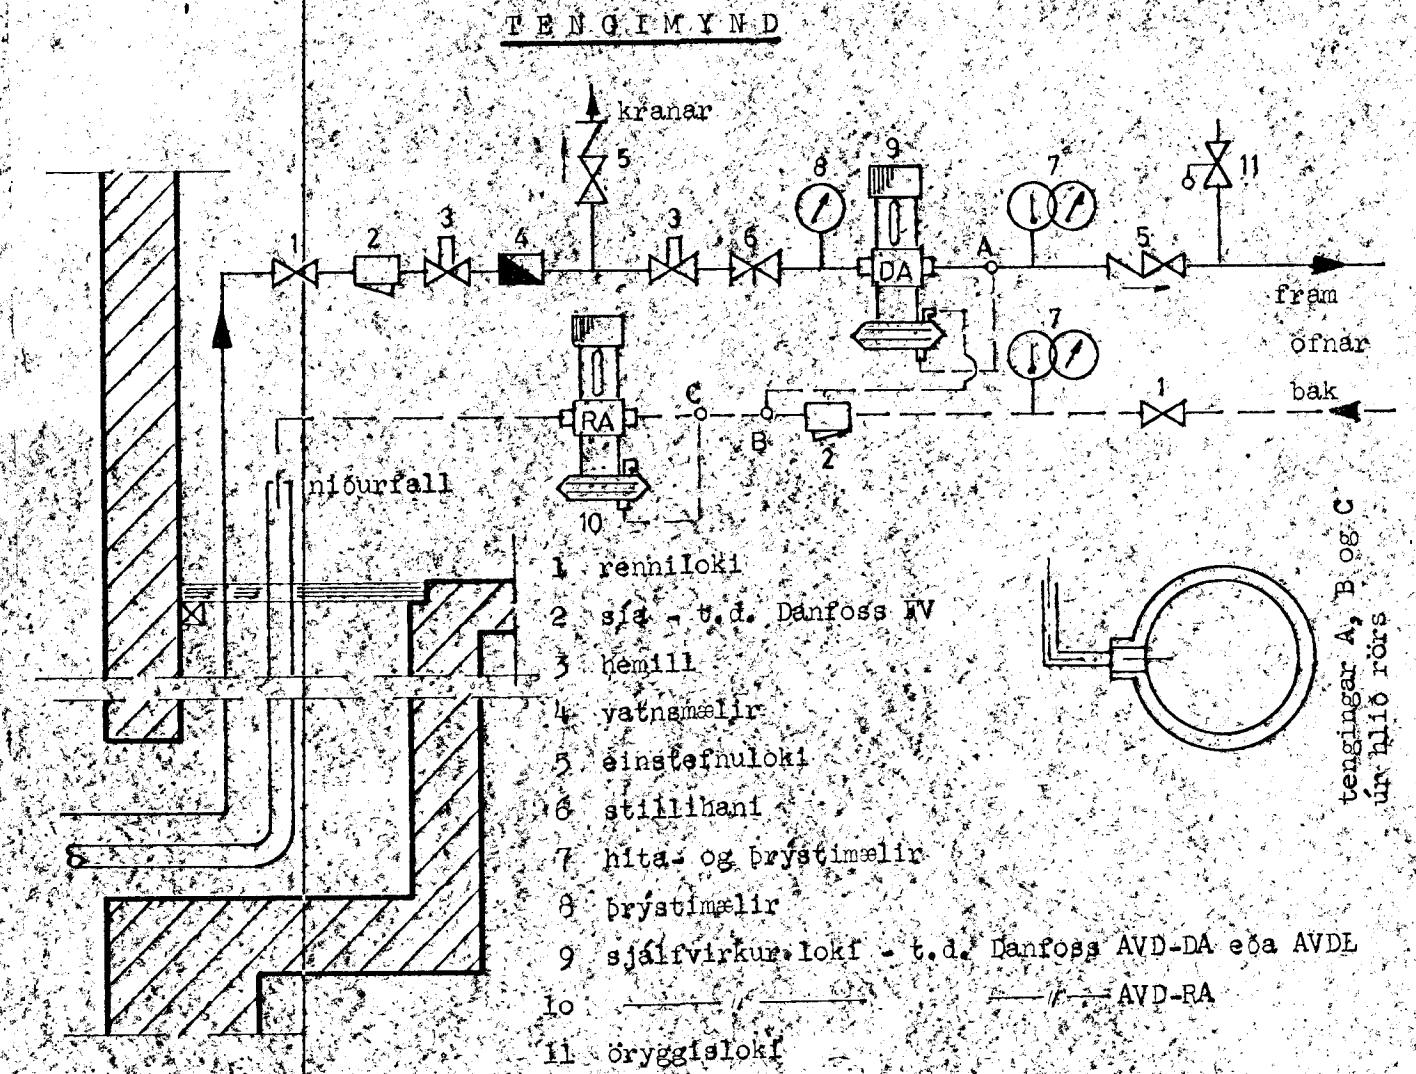 TENGIMYND
kranar
5
9
8
7
11
3
3
A
1
2
4
6
5
DA
fram
7
ofnar
C
1
bak
RA
B
2
niðurfall
10
tengingar A, B og C
úr hlið rörs
1 renniloki
2 sía - t.d. Danfoss FV
3 hemill
4 vatnsmælir
5 einstefnuloki
6 stillihani
7 hita- og þrýstimælir
8 þrýstimælir
9 sjálfvirkur loki - t.d. Danfoss AVD-DA eða AVDL
1o —— " —— —— " —— AVD-RA
11 öryggisloki